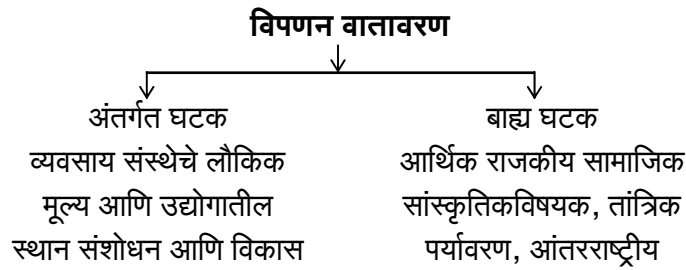 विपणन वातावरण
अंतर्गत घटक
व्यवसाय संस्थेचे लौकिक
मूल्य आणि उद्योगातील
स्थान संशोधन आणि विकास
बाह्य घटक
आर्थिक राजकीय सामाजिक
सांस्कृतिकविषयक, तांत्रिक
पर्यावरण, आंतरराष्ट्रीय